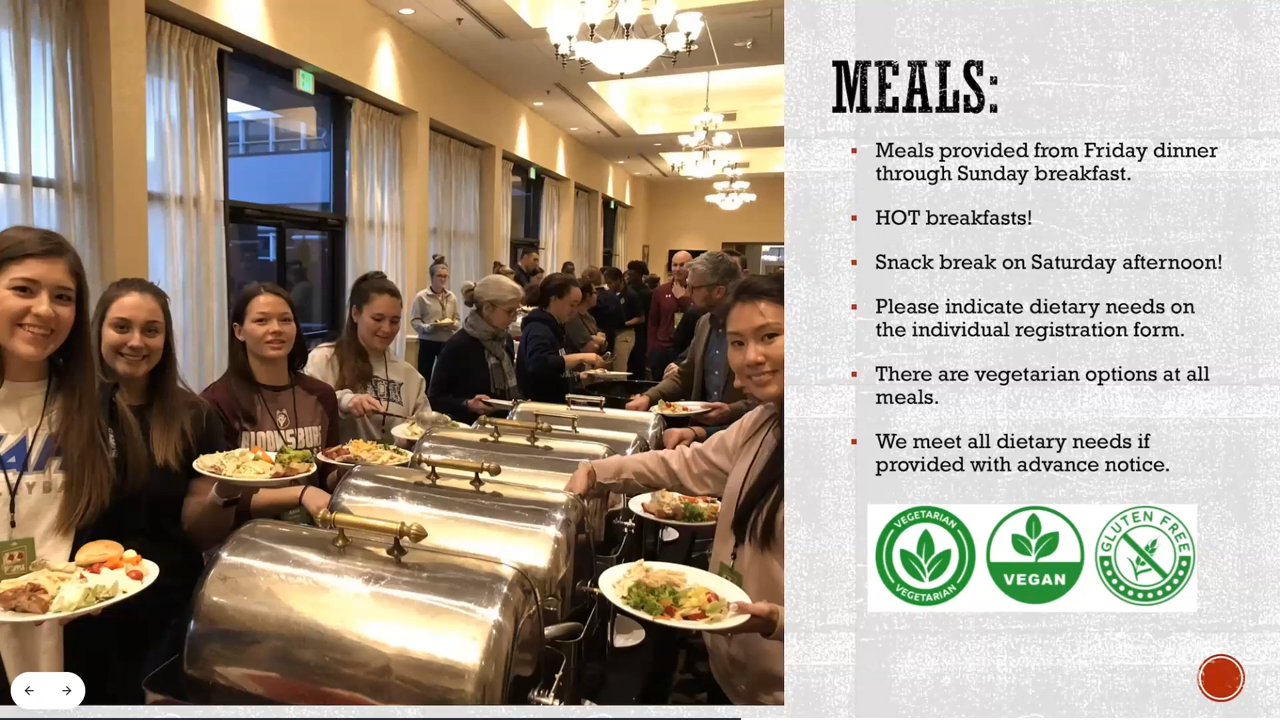 MEALS:
Meals provided from Friday dinner
through Sunday breakfast.
HOT breakfasts!
Snack break on Saturday afternoon!
Please indicate dietary needs on
the individual registration form.
There are vegetarian options at all
meals.
We meet all dietary needs if
provided with advance notice.
VEGETARIAN
VEGETARIAN
VEGAN
GLUTEN FREE
EXIT
BLOOMSBURG